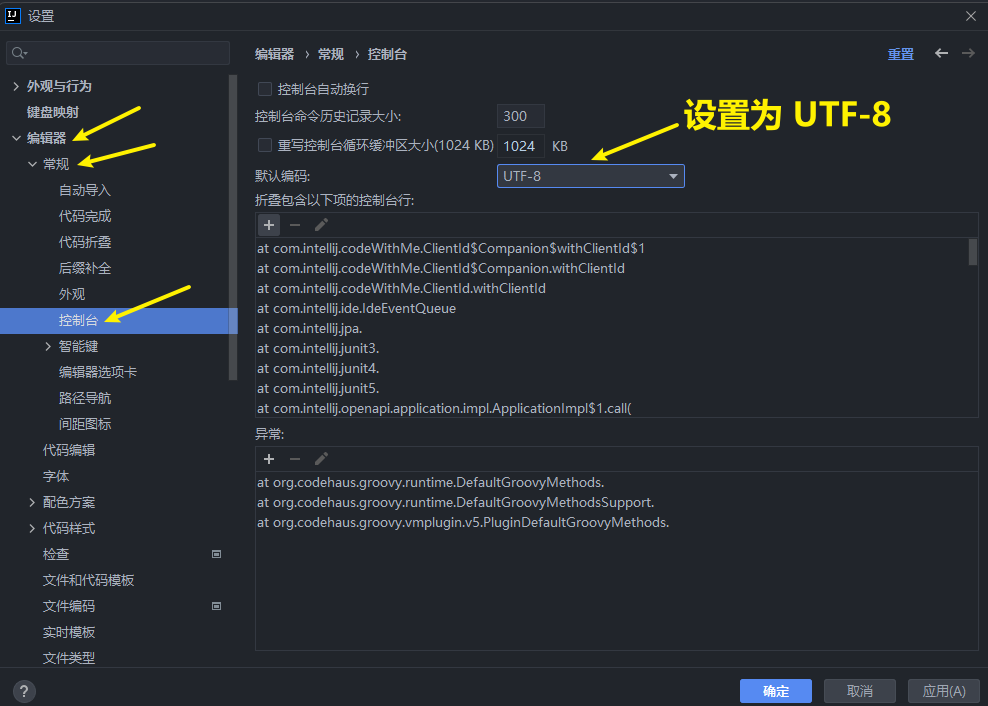 设置
编辑器 › 常规 › 控制台
重置
外观与行为
键盘映射
编辑器
常规
自动导入
代码完成
代码折叠
后缀补全
外观
控制台
智能键
编辑器选项卡
路径导航
间距图标
代码编辑
字体
配色方案
代码样式
检查
文件和代码模板
文件编码
实时模板
文件类型
控制台自动换行
控制台命令历史记录大小: 300
重写控制台循环缓冲区大小(1024 KB) 1024 KB
设置为 UTF-8
默认编码: UTF-8
折叠包含以下项的控制台行:
at com.intellij.codeWithMe.ClientId$Companion$withClientId$1
at com.intellij.codeWithMe.ClientId$Companion.withClientId
at com.intellij.codeWithMe.ClientId.withClientId
at com.intellij.ide.IdeEventQueue
at com.intellij.jpa.
at com.intellij.junit3.
at com.intellij.junit4.
at com.intellij.junit5.
at com.intellij.openapi.application.impl.ApplicationImpl$1.call(
异常:
at org.codehaus.groovy.runtime.DefaultGroovyMethods.
at org.codehaus.groovy.runtime.DefaultGroovyMethodsSupport.
at org.codehaus.groovy.vmplugin.v5.PluginDefaultGroovyMethods.
?
确定
取消
应用(A)